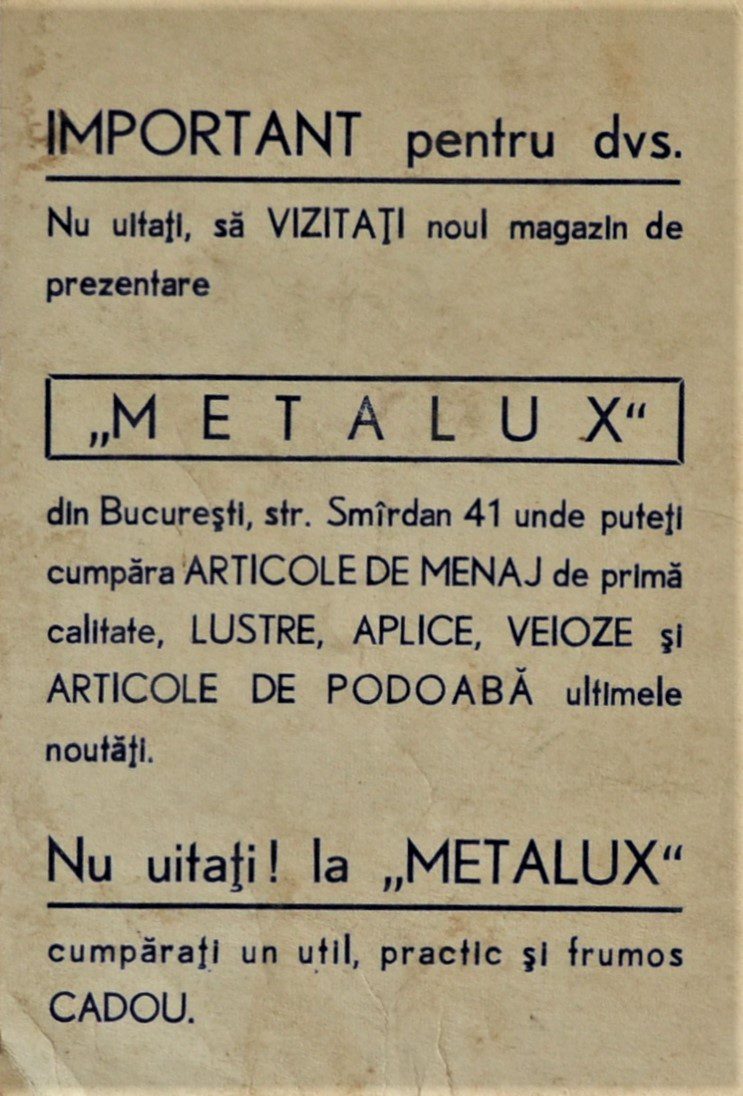 IMPORTANT pentru dvs.
Nu uitaţi, să VIZITAŢI noul magazin de
prezentare
„METALUX“
din Bucureşti, str. Smîrdan 41 unde puteţi
cumpăra ARTICOLE DE MENAJ de primă
calitate, LUSTRE, APLICE, VEIOZE şi
ARTICOLE DE PODOABĂ ultimele
noutăţi.
Nu uitaţi! la „METALUX“
cumpăraţi un util, practic şi frumos
CADOU.